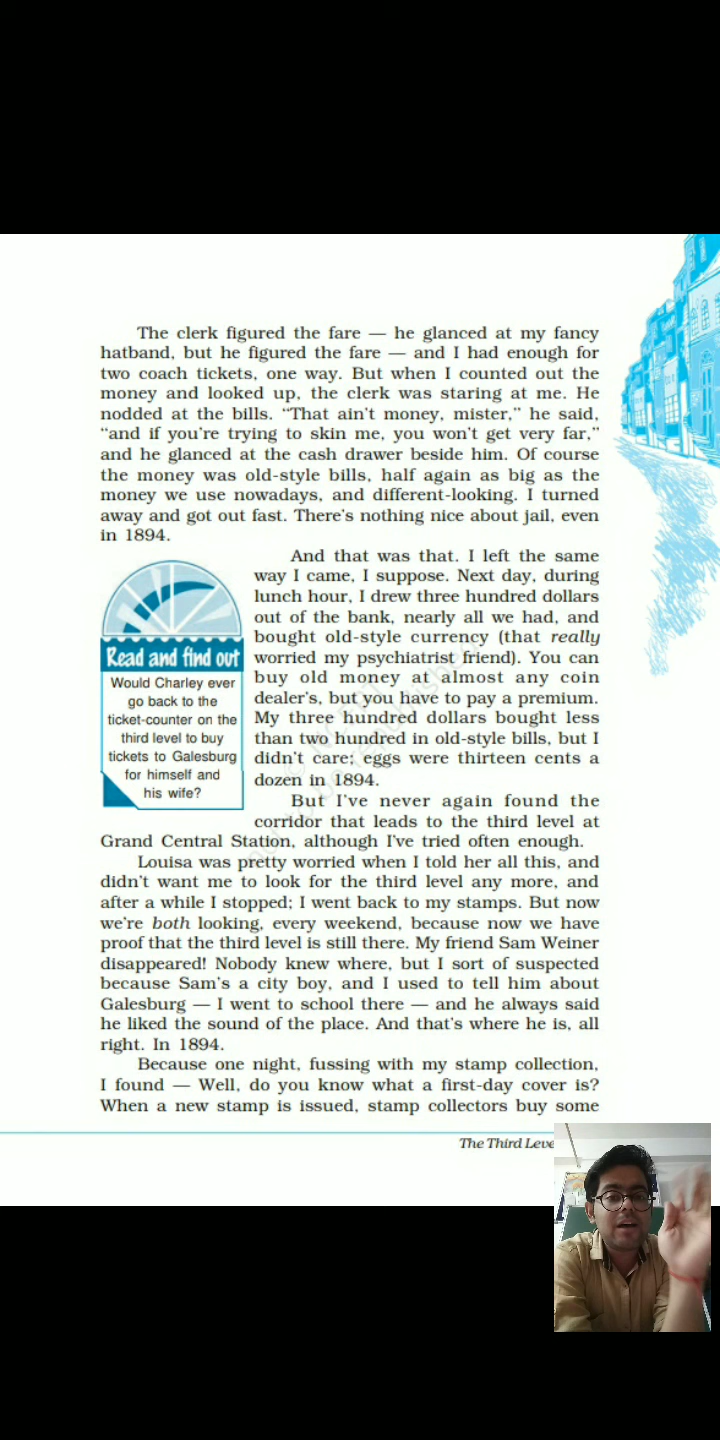 The clerk figured the fare — he glanced at my fancy
hatband, but he figured the fare — and I had enough for
two coach tickets, one way. But when I counted out the
money and looked up, the clerk was staring at me. He
nodded at the bills. “That ain't money, mister,” he said,
“and if you're trying to skin me, you won't get very far,”
and he glanced at the cash drawer beside him. Of course
the money was old-style bills, half again as big as the
money we use nowadays, and different-looking. I turned
away and got out fast. There's nothing nice about jail, even
in 1894.
And that was that. I left the same
way I came, I suppose. Next day, during
lunch hour, I drew three hundred dollars
out of the bank, nearly all we had, and
bought old-style currency (that really
worried my psychiatrist friend). You can
buy old money at almost any coin
dealer's, but you have to pay a premium.
My three hundred dollars bought less
than two hundred in old-style bills, but I
didn't care; eggs were thirteen cents a
dozen in 1894.
Read and find out
Would Charley ever
go back to the
ticket-counter on the
third level to buy
tickets to Galesburg
for himself and
his wife?
But I've never again found the
corridor that leads to the third level at
Grand Central Station, although I've tried often enough.
Louisa was pretty worried when I told her all this, and
didn't want me to look for the third level any more, and
after a while I stopped; I went back to my stamps. But now
we're both looking, every weekend, because now we have
proof that the third level is still there. My friend Sam Weiner
disappeared! Nobody knew where, but I sort of suspected
because Sam's a city boy, and I used to tell him about
Galesburg — I went to school there — and he always said
he liked the sound of the place. And that's where he is, all
right. In 1894.
Because one night, fussing with my stamp collection,
I found — Well, do you know what a first-day cover is?
When a new stamp is issued, stamp collectors buy some
The Third Leve